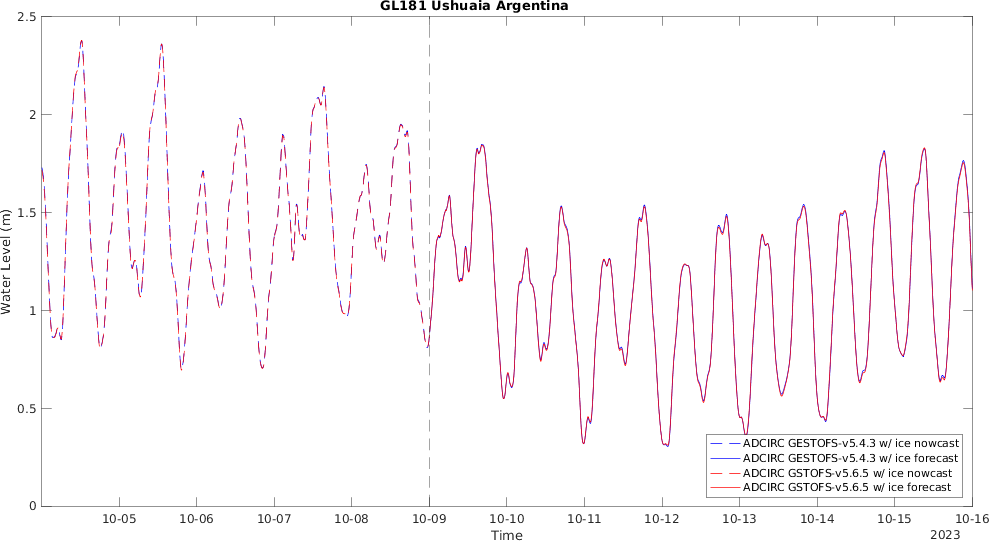 GL181 Ushuaia Argentina
Water Level (m)
2.5
2
1.5
1
0.5
0
10-05 10-06 10-07 10-08 10-09 10-10 10-11 10-12 10-13 10-14 10-15 10-16
Time
2023
ADCIRC GESTOFS-v5.4.3 w/ ice nowcast
ADCIRC GESTOFS-v5.4.3 w/ ice forecast
ADCIRC GSTOFS-v5.6.5 w/ ice nowcast
ADCIRC GSTOFS-v5.6.5 w/ ice forecast